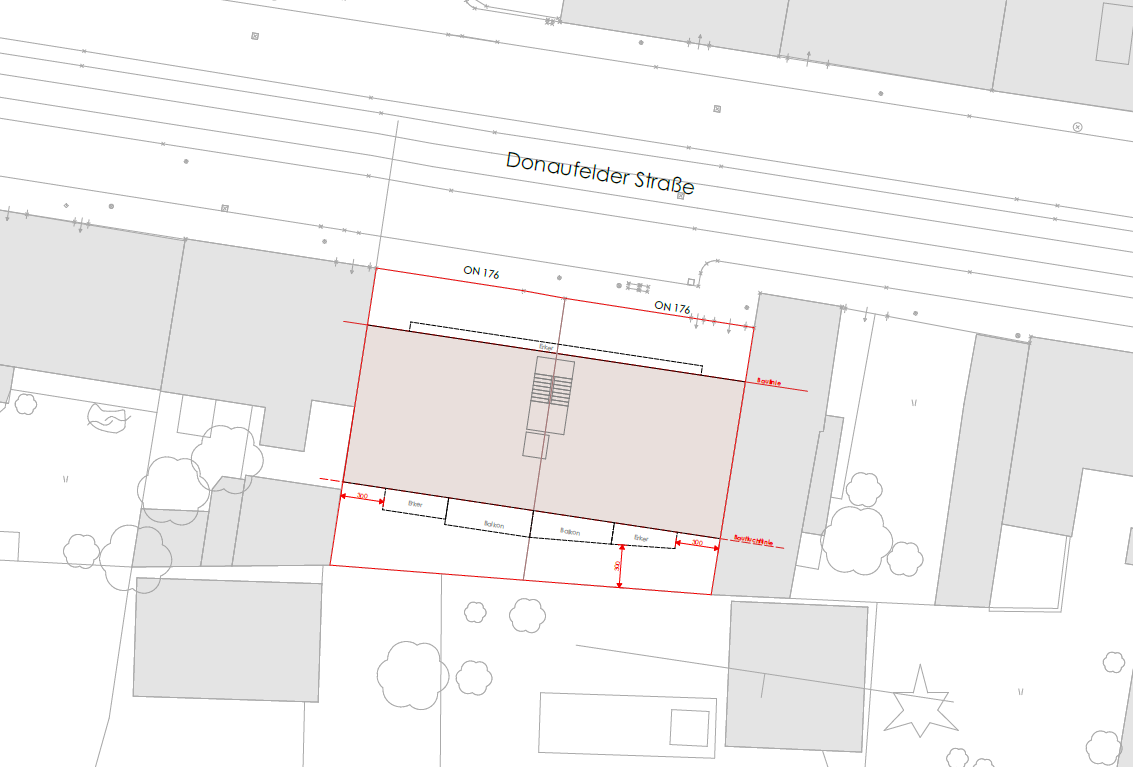 Donaufelder Straße
ON 176
ON 176
Erker
Baulinie
300
Erker
Balkon
Balkon
Erker
300
Baufluchtlinie
300